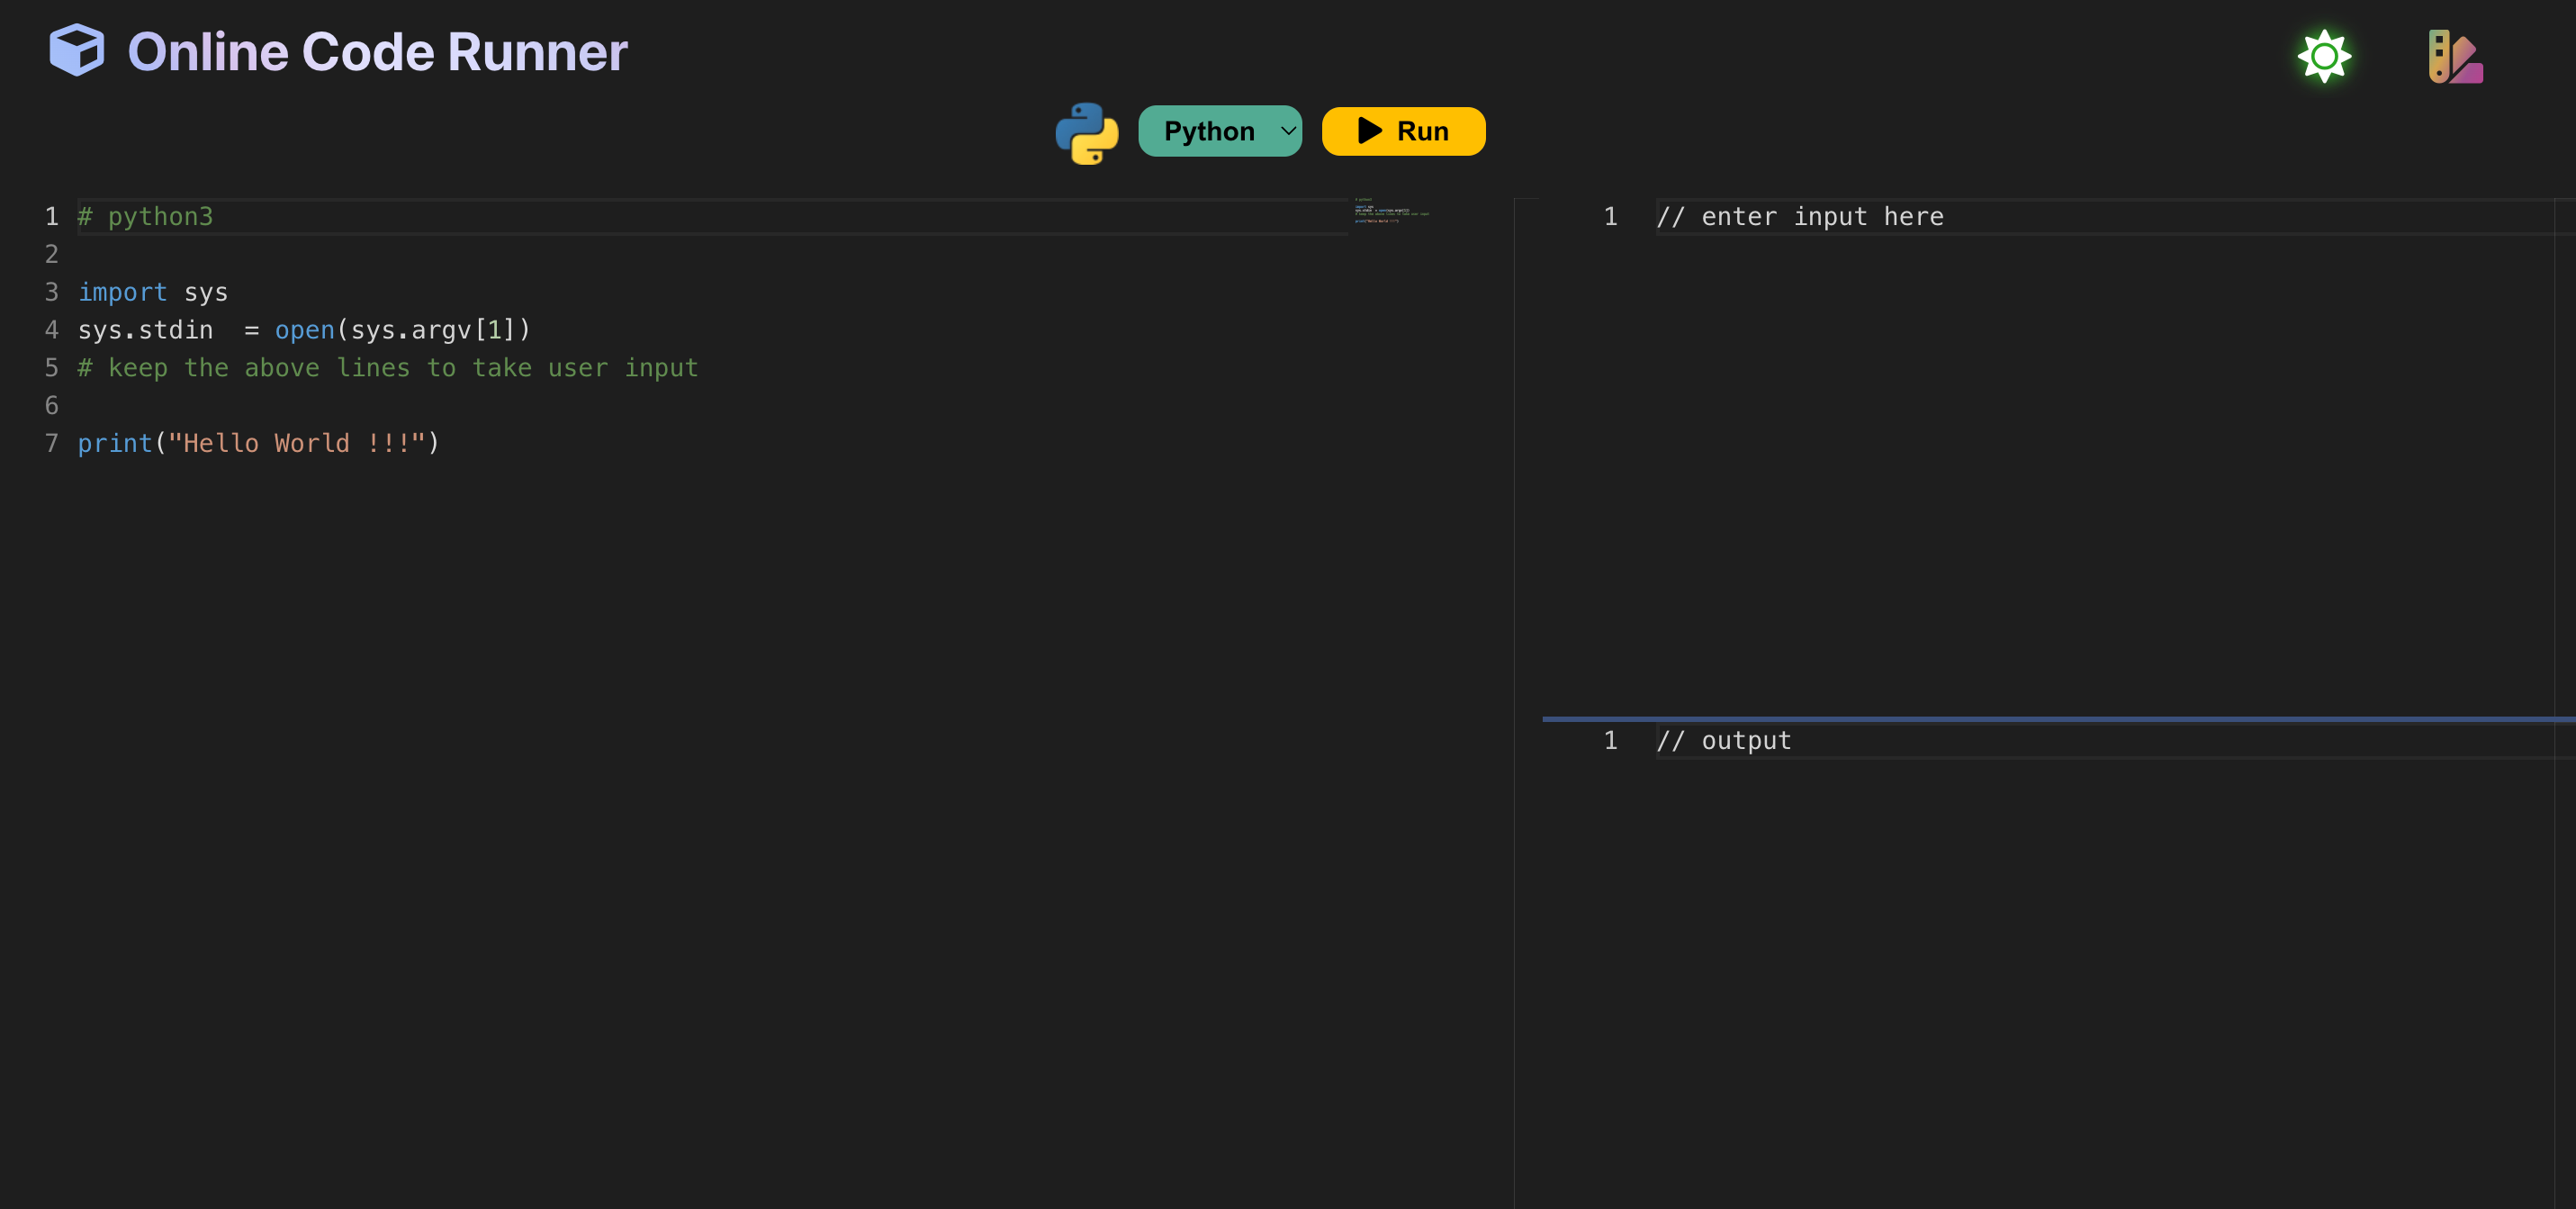 Online Code Runner
Python
Run
1 # python3
2
3 import sys
4 sys.stdin  = open(sys.argv[1])
5 # keep the above lines to take user input
6
7 print("Hello World !!!")
1 // enter input here
1 // output